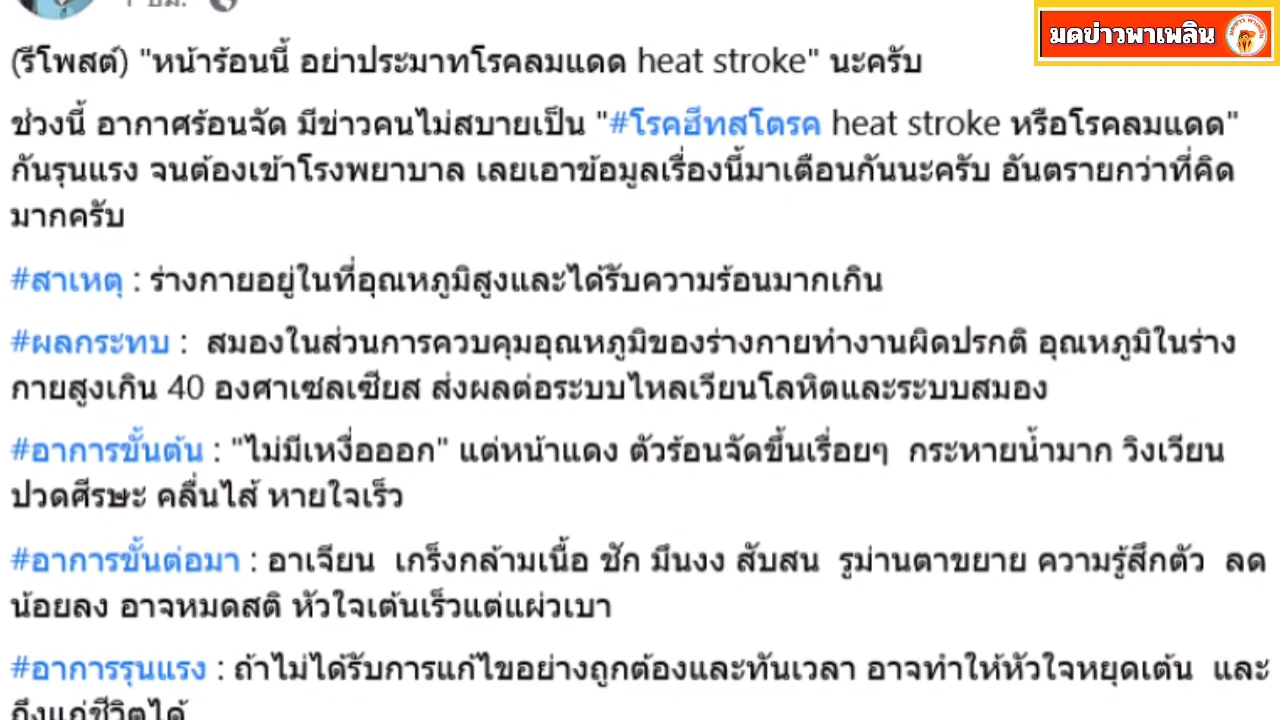 1 ชม.
มดข่าวพาเพลิน
(รีโพสต์) "หน้าร้อนนี้ อย่าประมาทโรคลมแดด heat stroke" นะครับ
ช่วงนี้ อากาศร้อนจัด มีข่าวคนไม่สบายเป็น "#โรคฮีทสโตรค heat stroke หรือโรคลมแดด"
กันรุนแรง จนต้องเข้าโรงพยาบาล เลยเอาข้อมูลเรื่องนี้มาเตือนกันนะครับ อันตรายกว่าที่คิด
มากครับ
#สาเหตุ : ร่างกายอยู่ในที่อุณหภูมิสูงและได้รับความร้อนมากเกิน
#ผลกระทบ : สมองในส่วนการควบคุมอุณหภูมิของร่างกายทำงานผิดปรกติ อุณหภูมิในร่าง
กายสูงเกิน 40 องศาเซลเซียส ส่งผลต่อระบบไหลเวียนโลหิตและระบบสมอง
#อาการขั้นต้น : "ไม่มีเหงื่อออก" แต่หน้าแดง ตัวร้อนจัดขึ้นเรื่อยๆ กระหายน้ำมาก วิงเวียน
ปวดศีรษะ คลื่นไส้ หายใจเร็ว
#อาการขั้นต่อมา : อาเจียน เกร็งกล้ามเนื้อ ชัก มึนงง สับสน รูม่านตาขยาย ความรู้สึกตัว ลด
น้อยลง อาจหมดสติ หัวใจเต้นเร็วแต่แผ่วเบา
#อาการรุนแรง : ถ้าไม่ได้รับการแก้ไขอย่างถูกต้องและทันเวลา อาจทำให้หัวใจหยุดเต้น และ
ถึงแก่ชีวิตได้